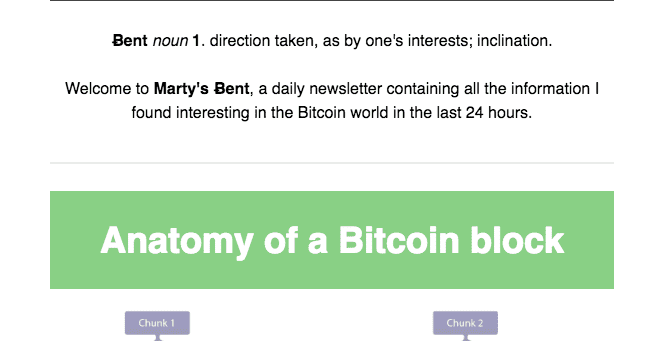 Ƀent noun 1. direction taken, as by one's interests; inclination.
Welcome to Marty's Ƀent, a daily newsletter containing all the information I
found interesting in the Bitcoin world in the last 24 hours.
Anatomy of a Bitcoin block
Chunk 1
Chunk 2